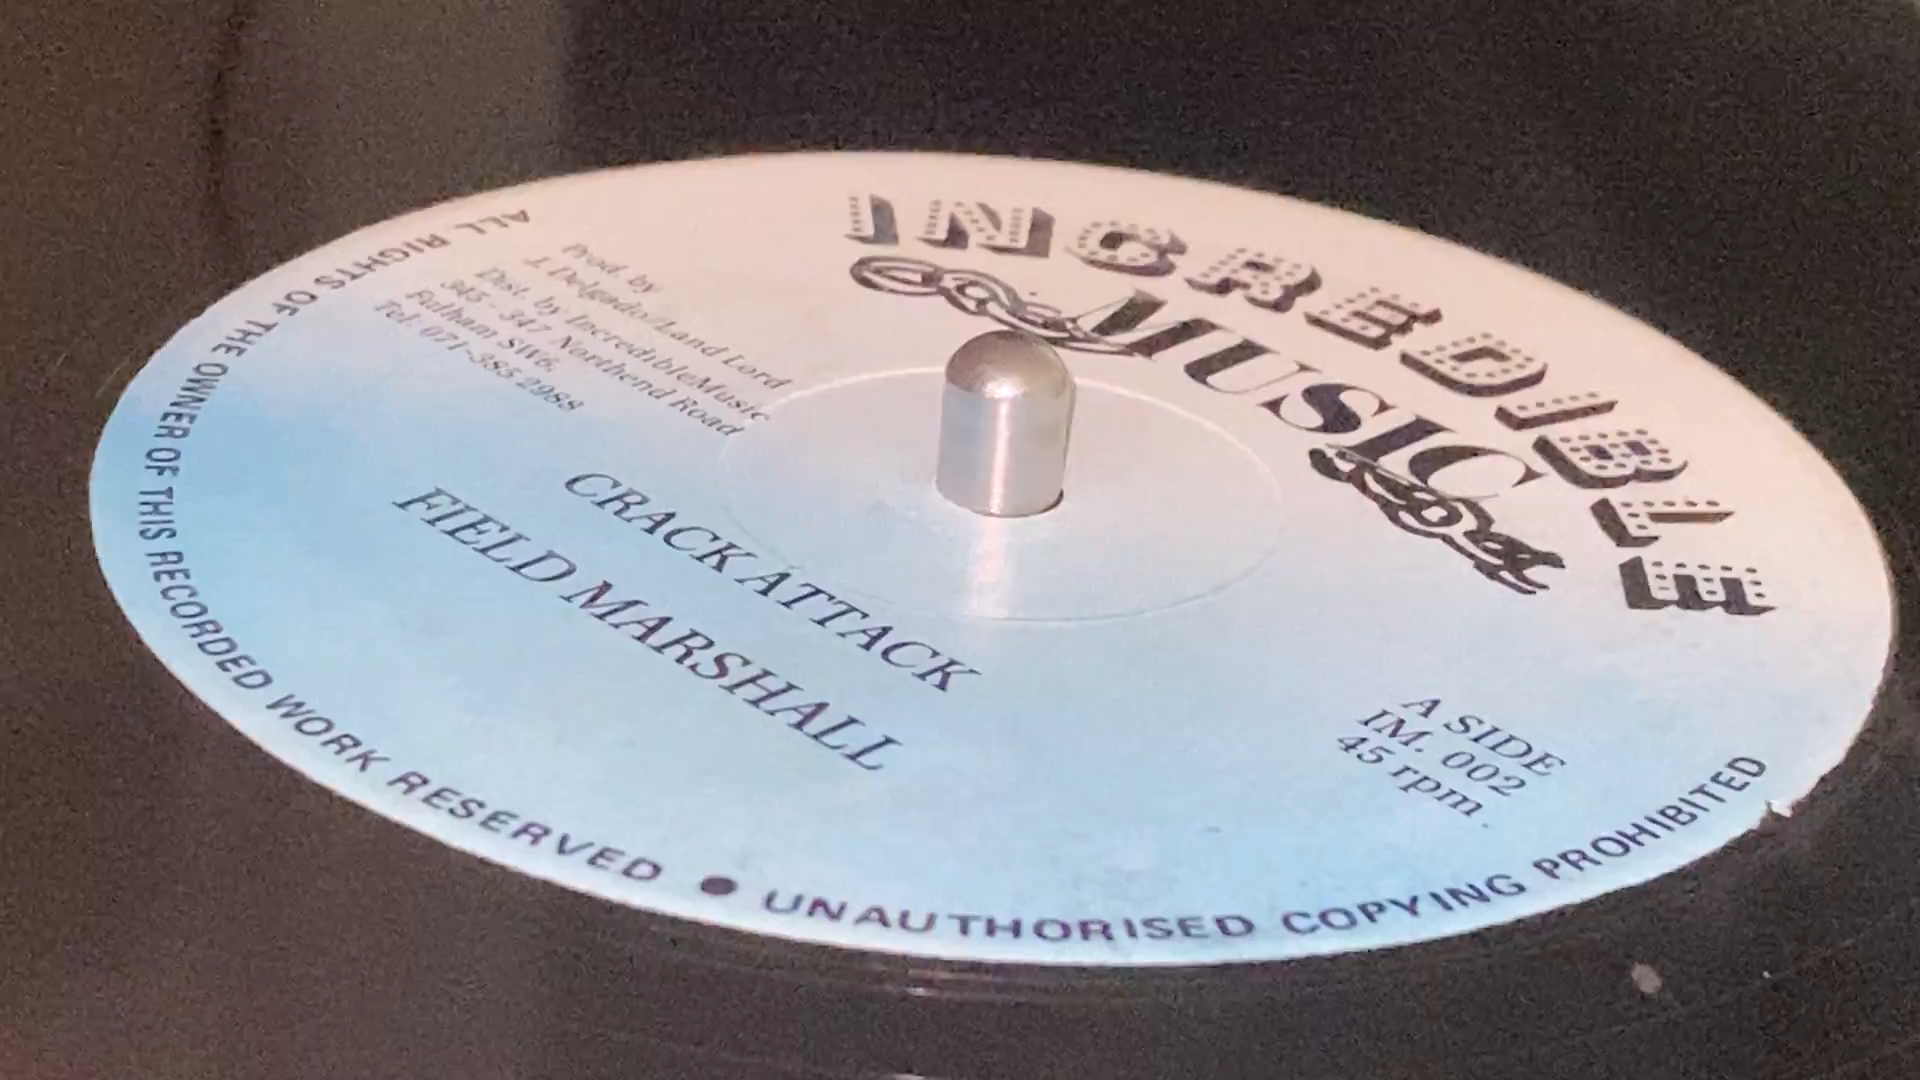 INCREDIBLE
MUSIC
Prod. by
J. Delgado/Land Lord
Dist. by IncredibleMusic
345 - 347 Northend Road
Fulham SW6.
Tel: 071-385 2988
CRACK ATTACK
FIELD MARSHALL
A SIDE
IM. 002
45 rpm.
ALL RIGHTS OF THE OWNER OF THIS RECORDED WORK RESERVED ● UNAUTHORISED COPYING PROHIBITED